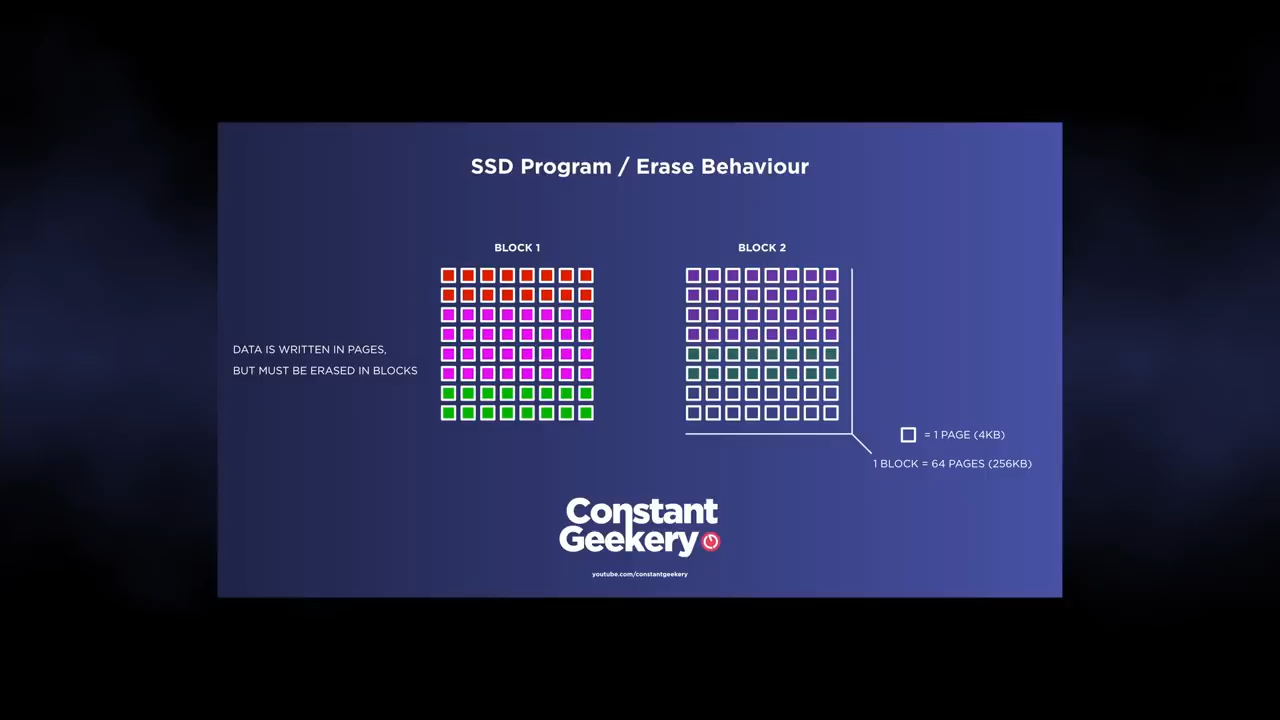 SSD Program / Erase Behaviour
BLOCK 1
BLOCK 2
DATA IS WRITTEN IN PAGES,
BUT MUST BE ERASED IN BLOCKS
= 1 PAGE (4KB)
1 BLOCK = 64 PAGES (256KB)
Constant
Geekery
youtube.com/constantgeekery